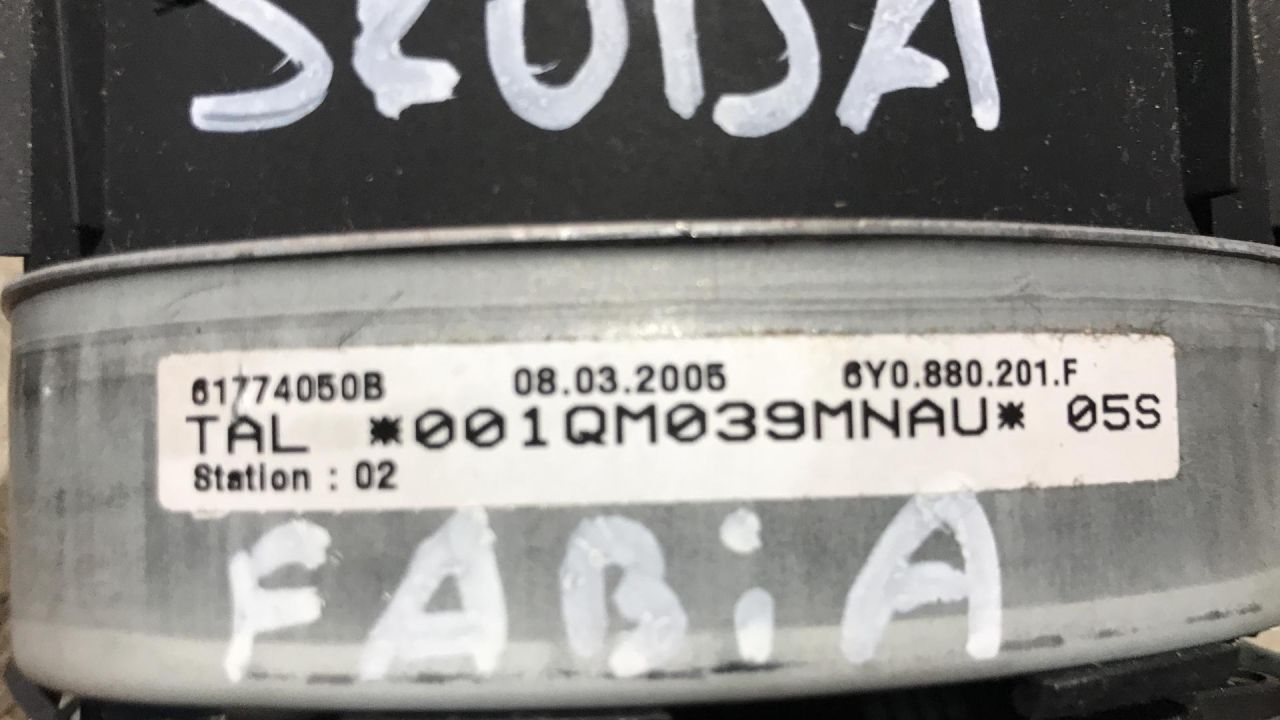 SKODA
61774050B 08.03.2005 6Y0.880.201.F
TAL *001QM039MNAU* 05S
Station : 02
FABiA